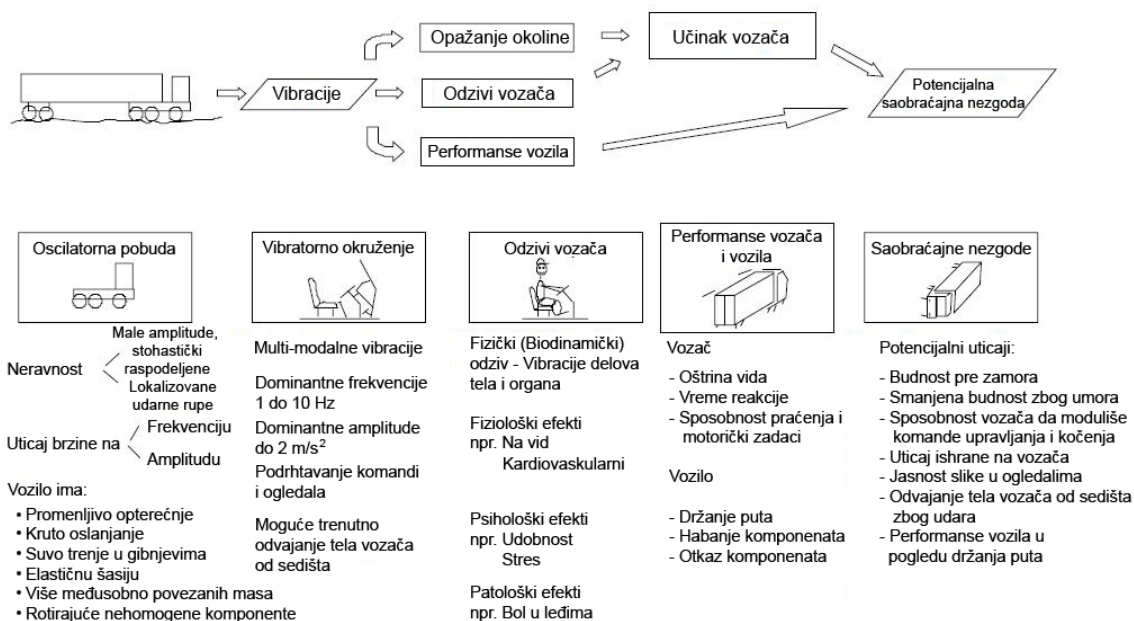 Opažanje okoline
Učinak vozača
Vibracije
Odzivi vozača
Potencijalna
saobraćajna nezgoda
Performanse vozila
Oscilatorna pobuda
Neravnost
Male amplitude,
stohastički
raspodeljene
Lokalizovane
udarne rupe
Uticaj brzine na
Frekvenciju
Amplitudu
Vozilo ima:
• Promenljivo opterećnje
• Kruto oslanjanje
• Suvo trenje u gibnjevima
• Elastičnu šasiju
• Više međusobno povezanih masa
• Rotirajuće nehomogene komponente
Vibratorno okruženje
Multi-modalne vibracije
Dominantne frekvencije
1 do 10 Hz
Dominantne amplitude
do 2 m/s²
Podrhtavanje komandi
i ogledala
Moguće trenutno
odvajanje tela vozača
od sedišta
Odzivi vozača
Fizički (Biodinamički)
odziv - Vibracije delova
tela i organa
Fiziološki efekti
npr. Na vid
Kardiovaskularni
Psihološki efekti
npr. Udobnost
Stres
Patološki efekti
npr. Bol u leđima
Performanse vozača
i vozila
Vozač
- Oštrina vida
- Vreme reakcije
- Sposobnost praćenja i
motorički zadaci
Vozilo
- Držanje puta
- Habanje komponenata
- Otkaz komponenata
Saobraćajne nezgode
Potencijalni uticaji:
- Budnost pre zamora
- Smanjena budnost zbog umora
- Sposobnost vozača da moduliše
komande upravljanja i kočenja
- Uticaj ishrane na vozača
- Jasnost slike u ogledalima
- Odvajanje tela vozača od sedišta
zbog udara
- Performanse vozila u
pogledu držanja puta